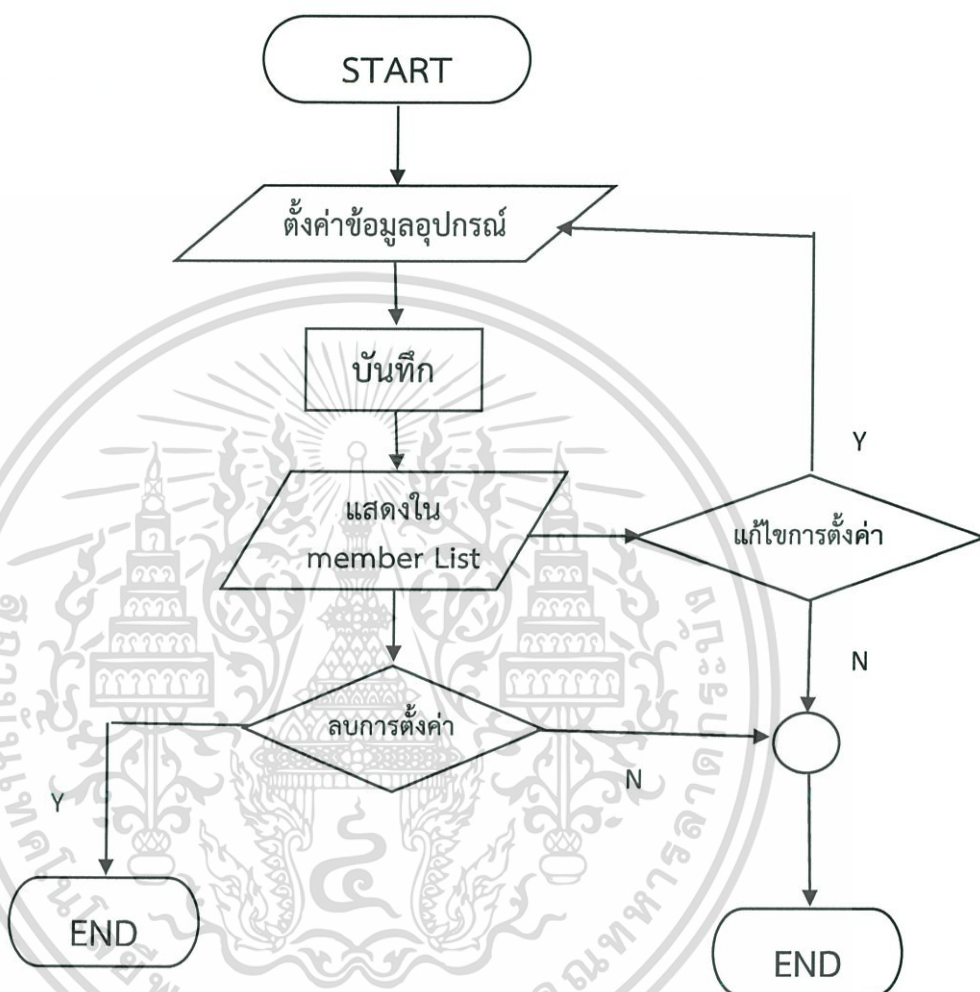 START
ตั้งค่าข้อมูลอุปกรณ์
บันทึก
แสดงใน
member List
Y
แก้ไขการตั้งค่า
N
ลบการตั้งค่า
N
Y
END
END